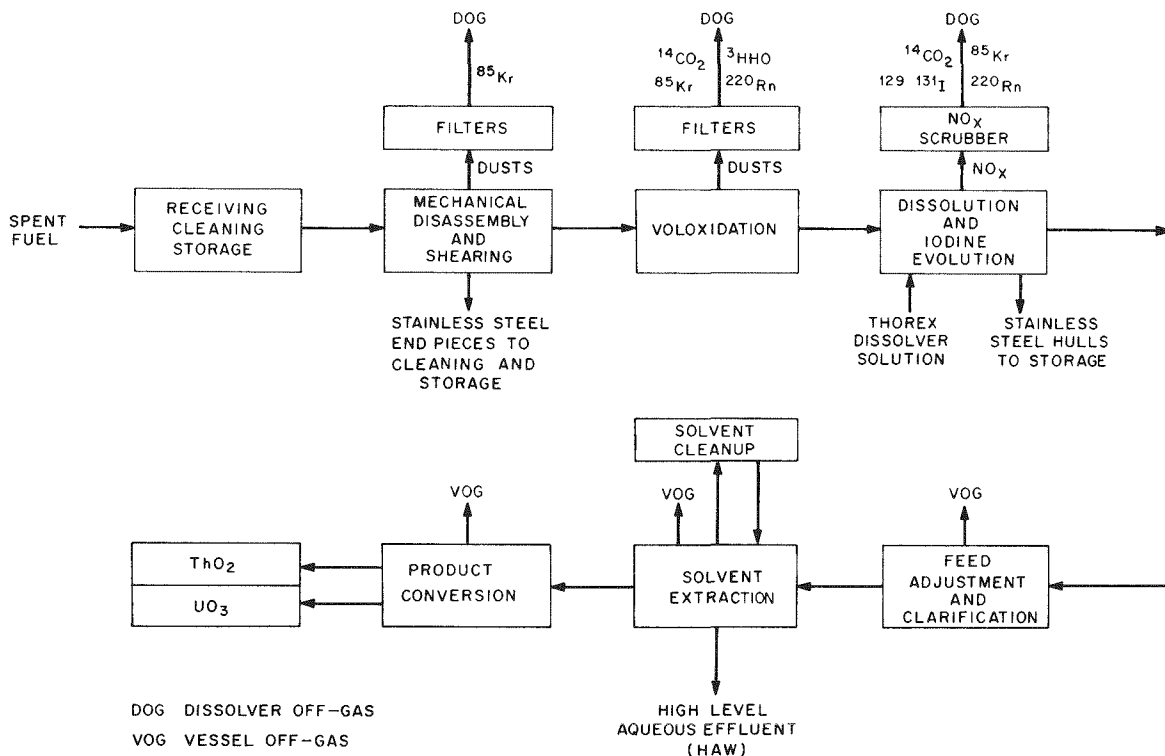 DOG
⁸⁵Kr
FILTERS
DUSTS
DOG
¹⁴CO₂ ³HHO
⁸⁵Kr ²²⁰Rn
FILTERS
DUSTS
DOG
¹⁴CO₂ ⁸⁵Kr
129 131I ²²⁰Rn
NOX
SCRUBBER
NOX
SPENT
FUEL
RECEIVING
CLEANING
STORAGE
MECHANICAL
DISASSEMBLY
AND
SHEARING
VOLOXIDATION
DISSOLUTION
AND
IODINE
EVOLUTION
STAINLESS STEEL
END PIECES TO
CLEANING AND
STORAGE
THOREX
DISSOLVER
SOLUTION
STAINLESS
STEEL HULLS
TO STORAGE
SOLVENT
CLEANUP
VOG
VOG
VOG
FEED
ADJUSTMENT
AND
CLARIFICATION
SOLVENT
EXTRACTION
PRODUCT
CONVERSION
ThO₂
UO₃
HIGH LEVEL
AQUEOUS EFFLUENT
(HAW)
DOG DISSOLVER OFF-GAS
VOG VESSEL OFF-GAS